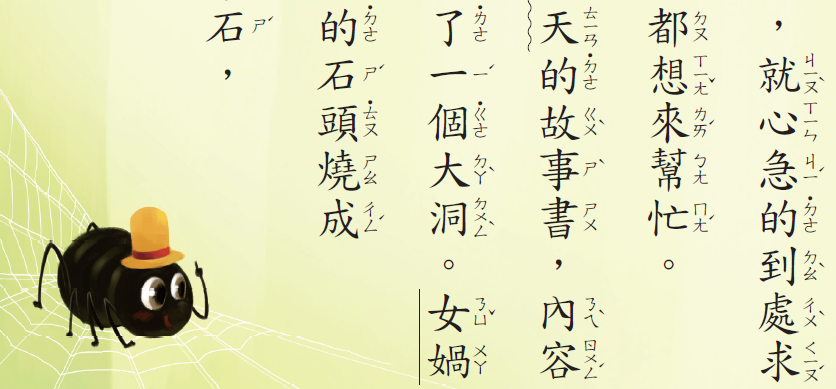 ，就心急的到處求
都想來幫忙。
天的故事書，內容
了一個大洞。女媧
的石頭燒成
石，